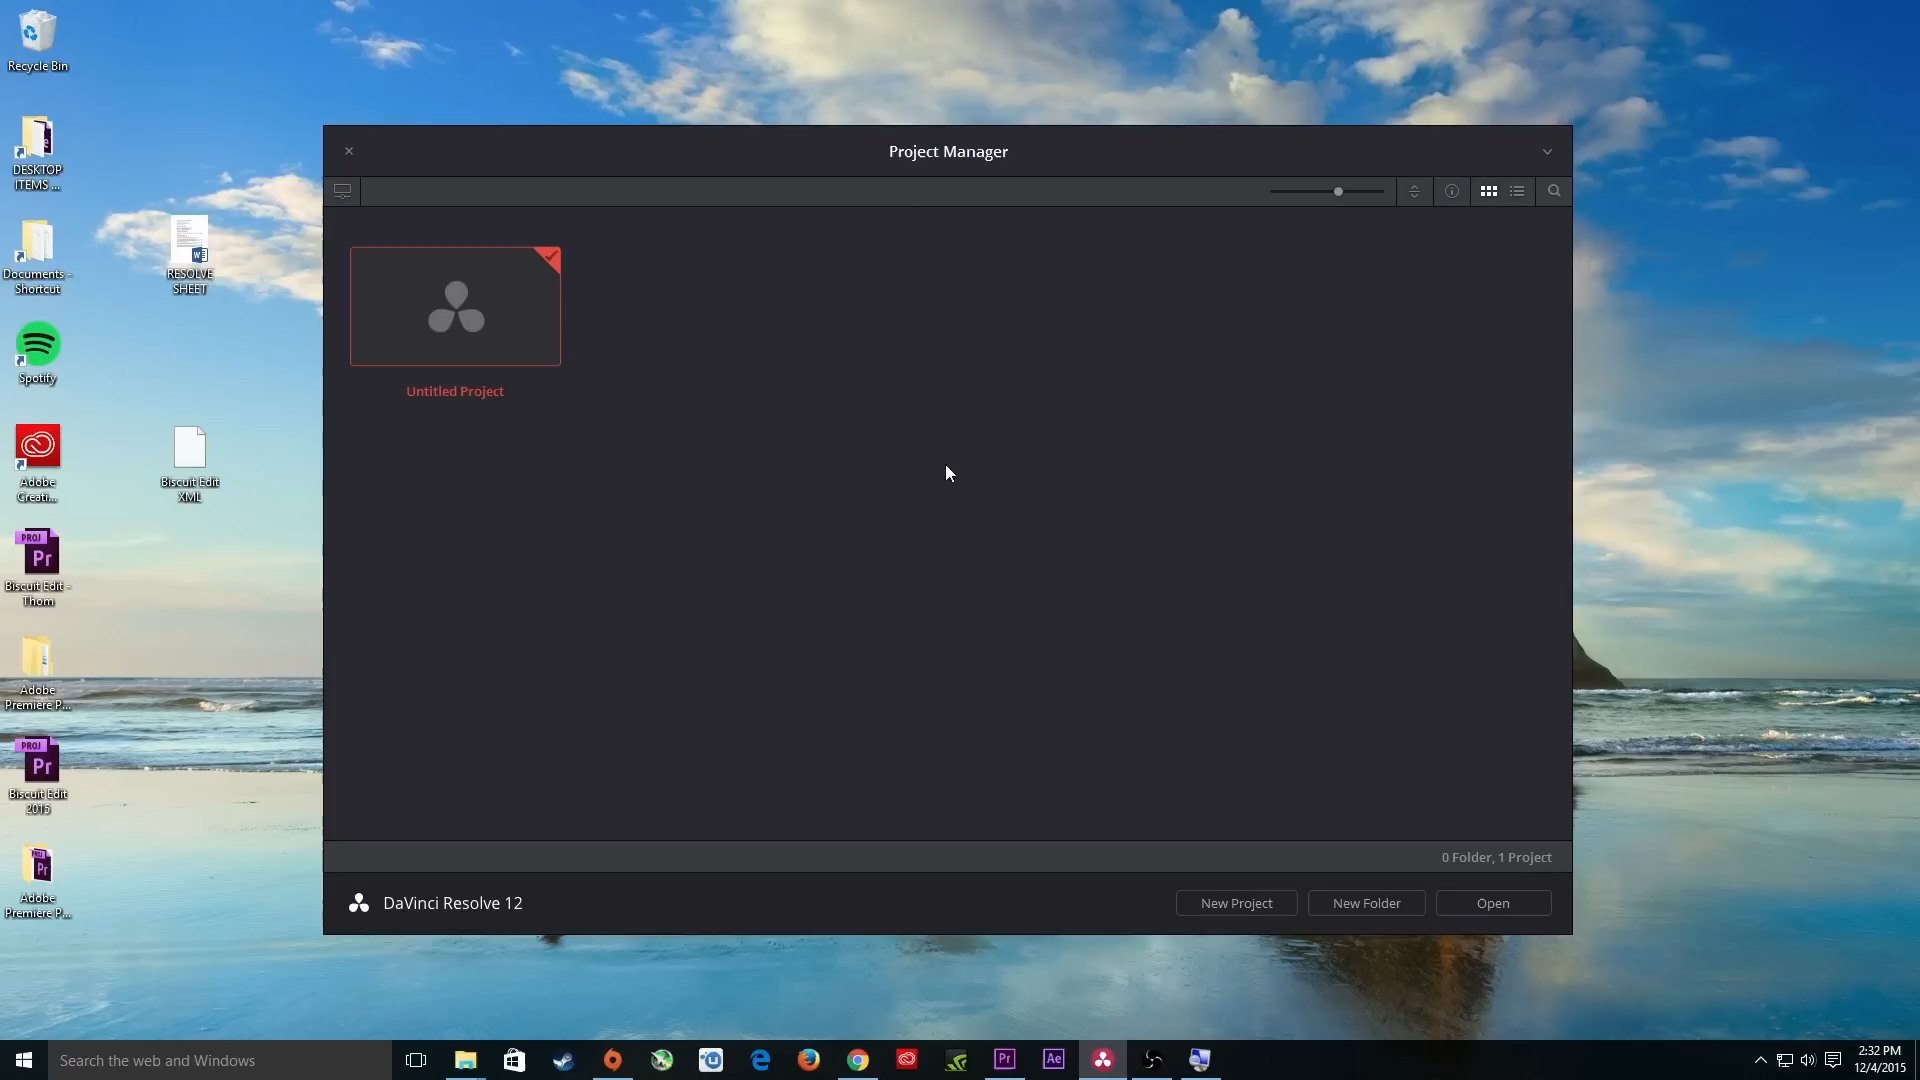 Recycle Bin
DESKTOP
ITEMS ...
Documents -
Shortcut
Spotify
Adobe
Creati...
PROJ
Pr
Biscuit Edit -
Thom
Adobe
Premiere P...
PROJ
Pr
Biscuit Edit
2015
PROJ
Pr
Adobe
Premiere P...
W
RESOLVE
SHEET
Biscuit Edit
XML
Project Manager
Untitled Project
0 Folder, 1 Project
DaVinci Resolve 12
New Project
New Folder
Open
Search the web and Windows
Pr
Ae
2:32 PM
12/4/2015